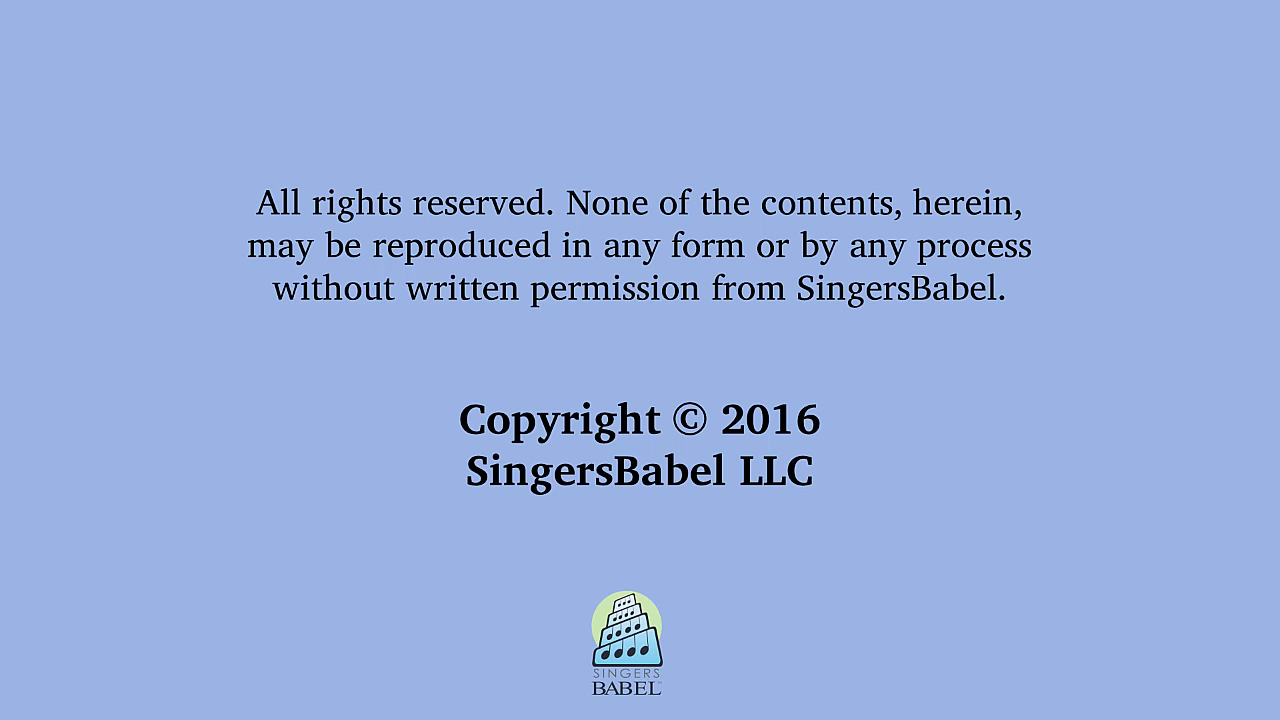 All rights reserved. None of the contents, herein,
may be reproduced in any form or by any process
without written permission from SingersBabel.
Copyright © 2016
SingersBabel LLC
SINGERS
BABEL